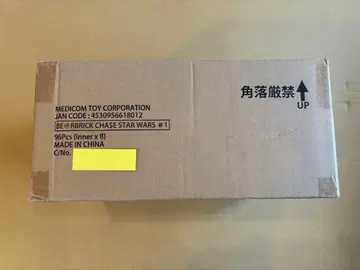 MEDICOM TOY CORPORATION
JAN CODE : 4530956618012
BE@RBRICK CHASE STAR WARS #1
96Pcs (Inner x 8)
MADE IN CHINA
C/No.
角落厳禁
UP